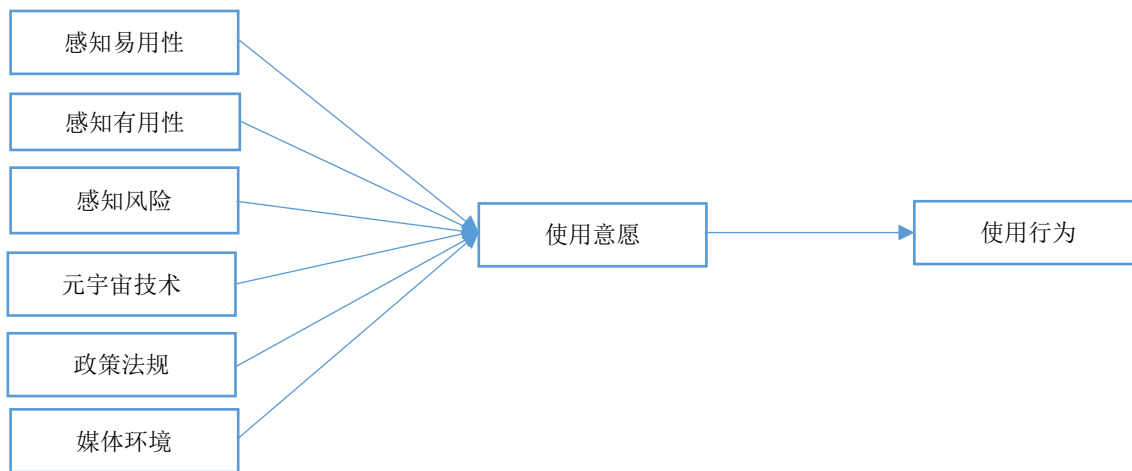 感知易用性
感知有用性
感知风险
元宇宙技术
政策法规
媒体环境
使用意愿
使用行为